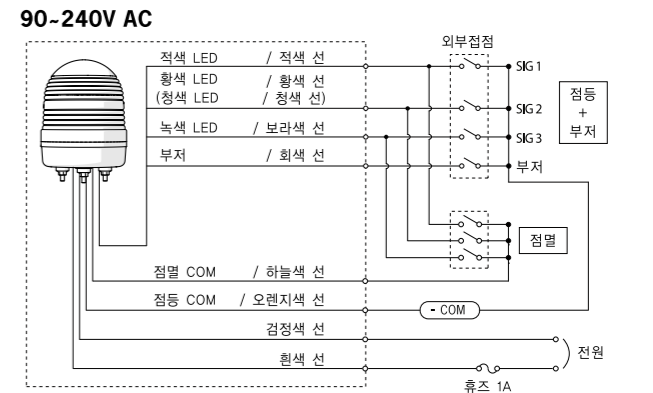 90~240V AC
외부접점
적색 LED / 적색 선
SIG 1
황색 LED / 황색 선
(청색 LED / 청색 선)
SIG 2
점등
+
부저
녹색 LED / 보라색 선
SIG 3
부저 / 회색 선
부저
점멸
점멸 COM / 하늘색 선
점등 COM / 오렌지색 선
- COM
검정색 선
전원
흰색 선
휴즈 1A